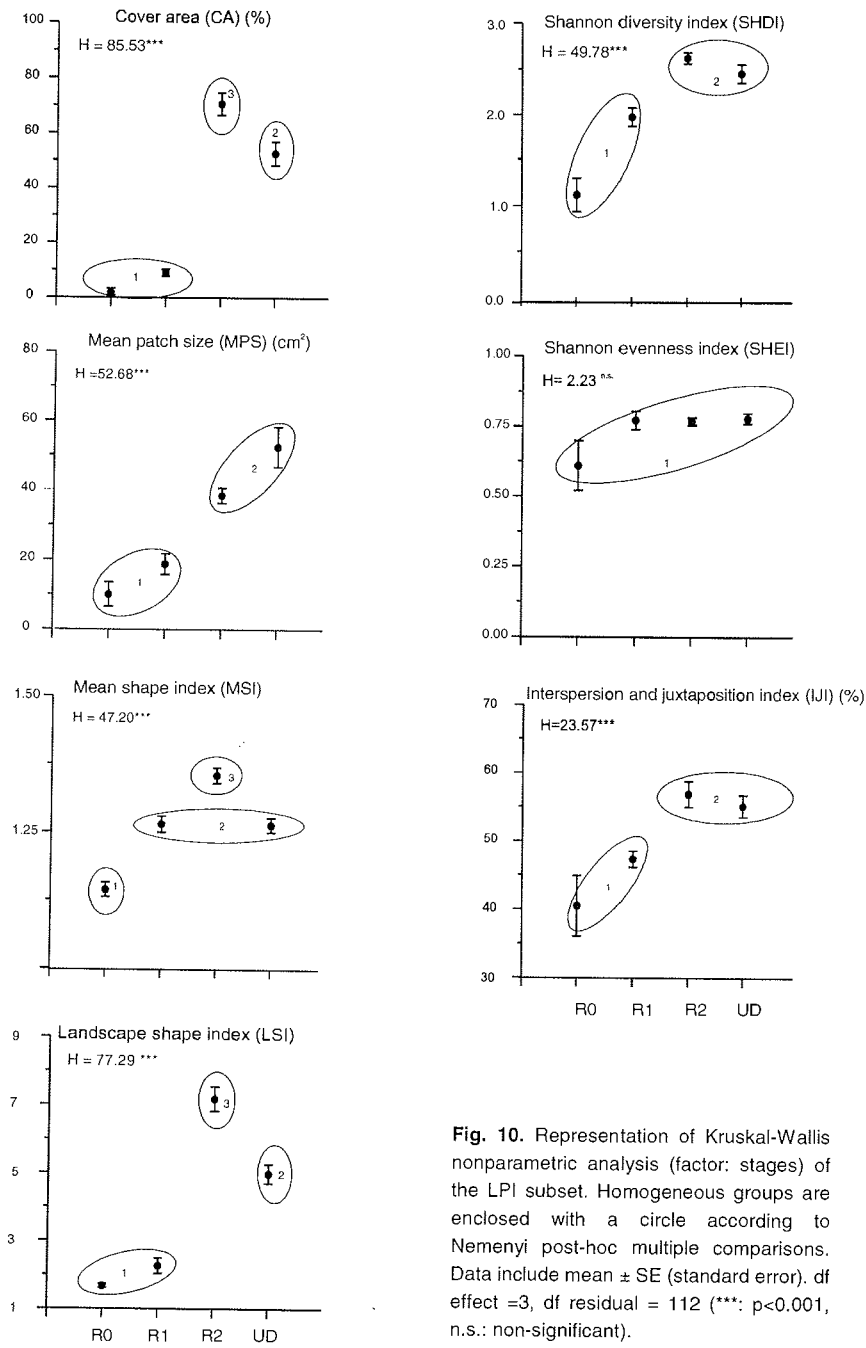 Cover area (CA) (%)
H = 85.53***
100
80
60
40
20
0
3
2
1
Mean patch size (MPS) (cm²)
H =52.68***
80
60
40
20
0
2
1
Mean shape index (MSI)
H = 47.20***
1.50
1.25
3
2
1
Landscape shape index (LSI)
H = 77.29 ***
9
7
5
3
1
3
2
1
R0 R1 R2 UD
Shannon diversity index (SHDI)
H = 49.78***
3.0
2.0
1.0
0.0
2
1
Shannon evenness index (SHEI)
H= 2.23 n.s.
1.00
0.75
0.50
0.25
0.00
1
Interspersion and juxtaposition index (IJI) (%)
H=23.57***
70
60
50
40
30
2
1
R0 R1 R2 UD
Fig. 10. Representation of Kruskal-Wallis
nonparametric analysis (factor: stages) of
the LPI subset. Homogeneous groups are
enclosed with a circle according to
Nemenyi post-hoc multiple comparisons.
Data include mean ± SE (standard error). df
effect =3, df residual = 112 (***: p<0.001,
n.s.: non-significant).